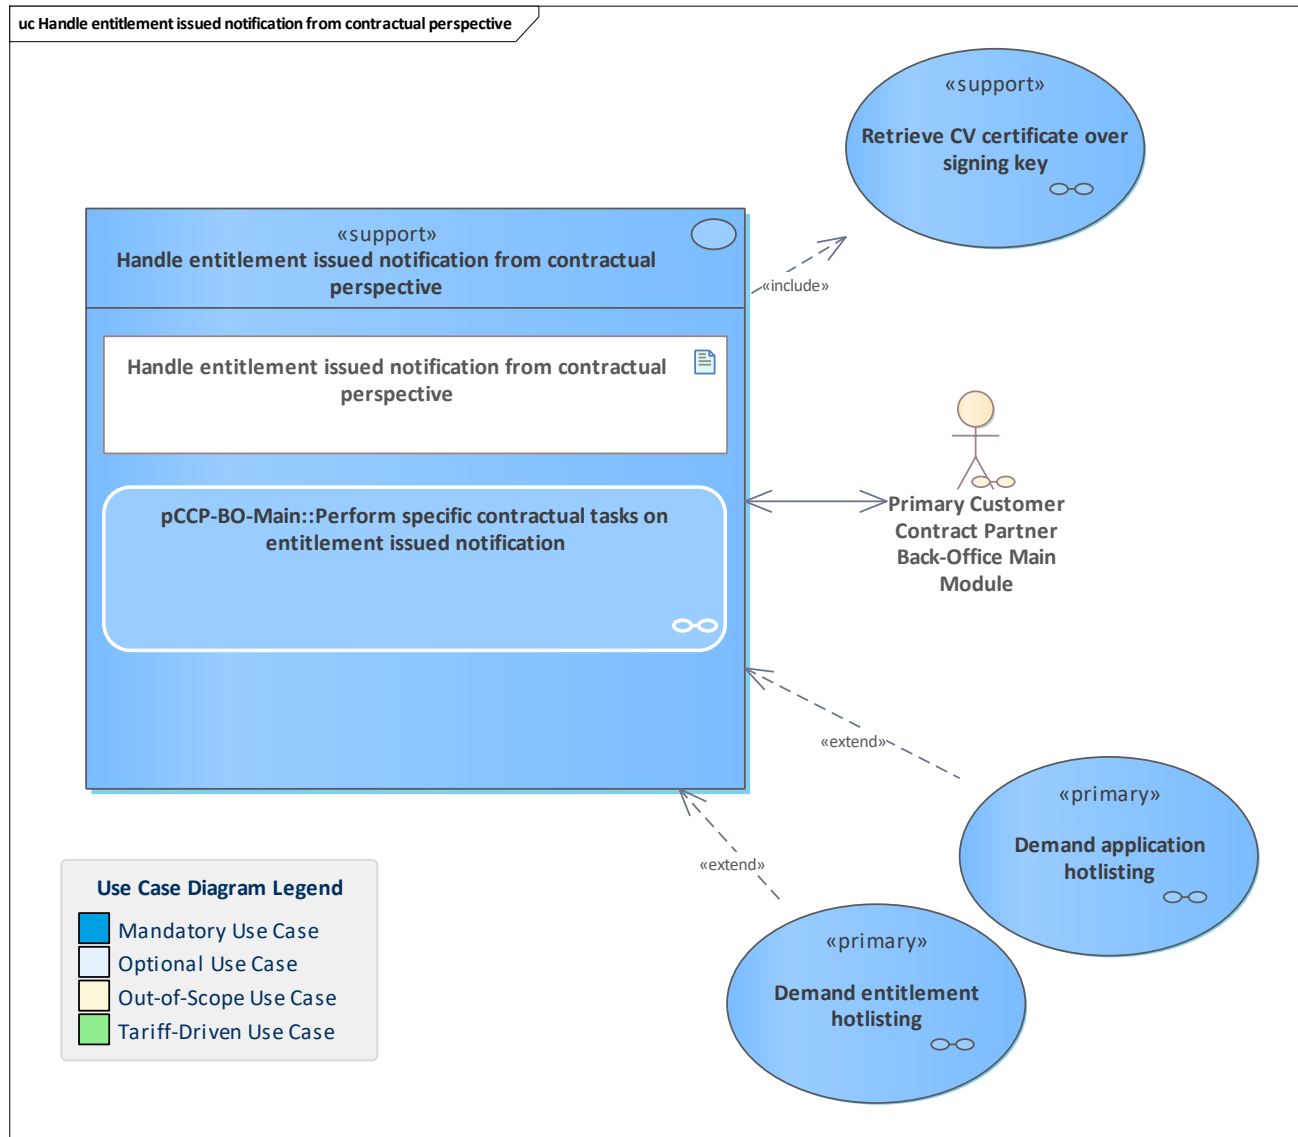 uc Handle entitlement issued notification from contractual perspective
«support»
Retrieve CV certificate over
signing key
«support»
Handle entitlement issued notification from contractual
perspective
«include»
Handle entitlement issued notification from contractual
perspective
pCCP-BO-Main::Perform specific contractual tasks on
entitlement issued notification
Primary Customer
Contract Partner
Back-Office Main
Module
«extend»
«primary»
Demand application
hotlisting
«extend»
«primary»
Demand entitlement
hotlisting
Use Case Diagram Legend
Mandatory Use Case
Optional Use Case
Out-of-Scope Use Case
Tariff-Driven Use Case